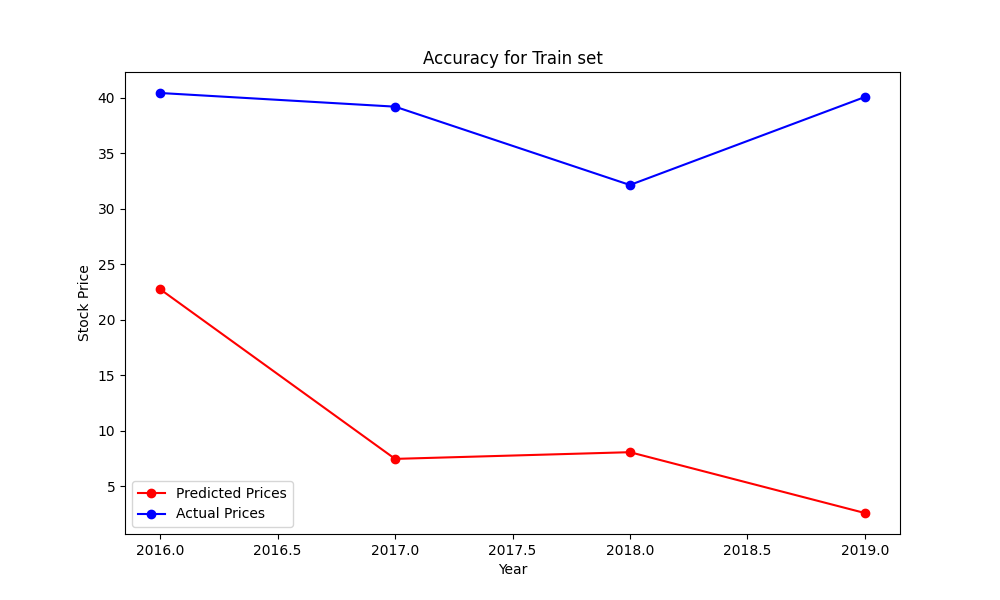 Accuracy for Train set
Stock Price
40
35
30
25
20
15
10
5
Predicted Prices
Actual Prices
2016.0 2016.5 2017.0 2017.5 2018.0 2018.5 2019.0
Year